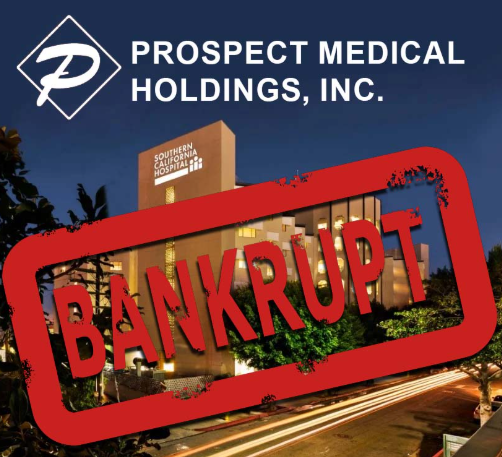 P
PROSPECT MEDICAL
HOLDINGS, INC.
SOUTHERN
CALIFORNIA
HOSPITAL
BANKRUPT